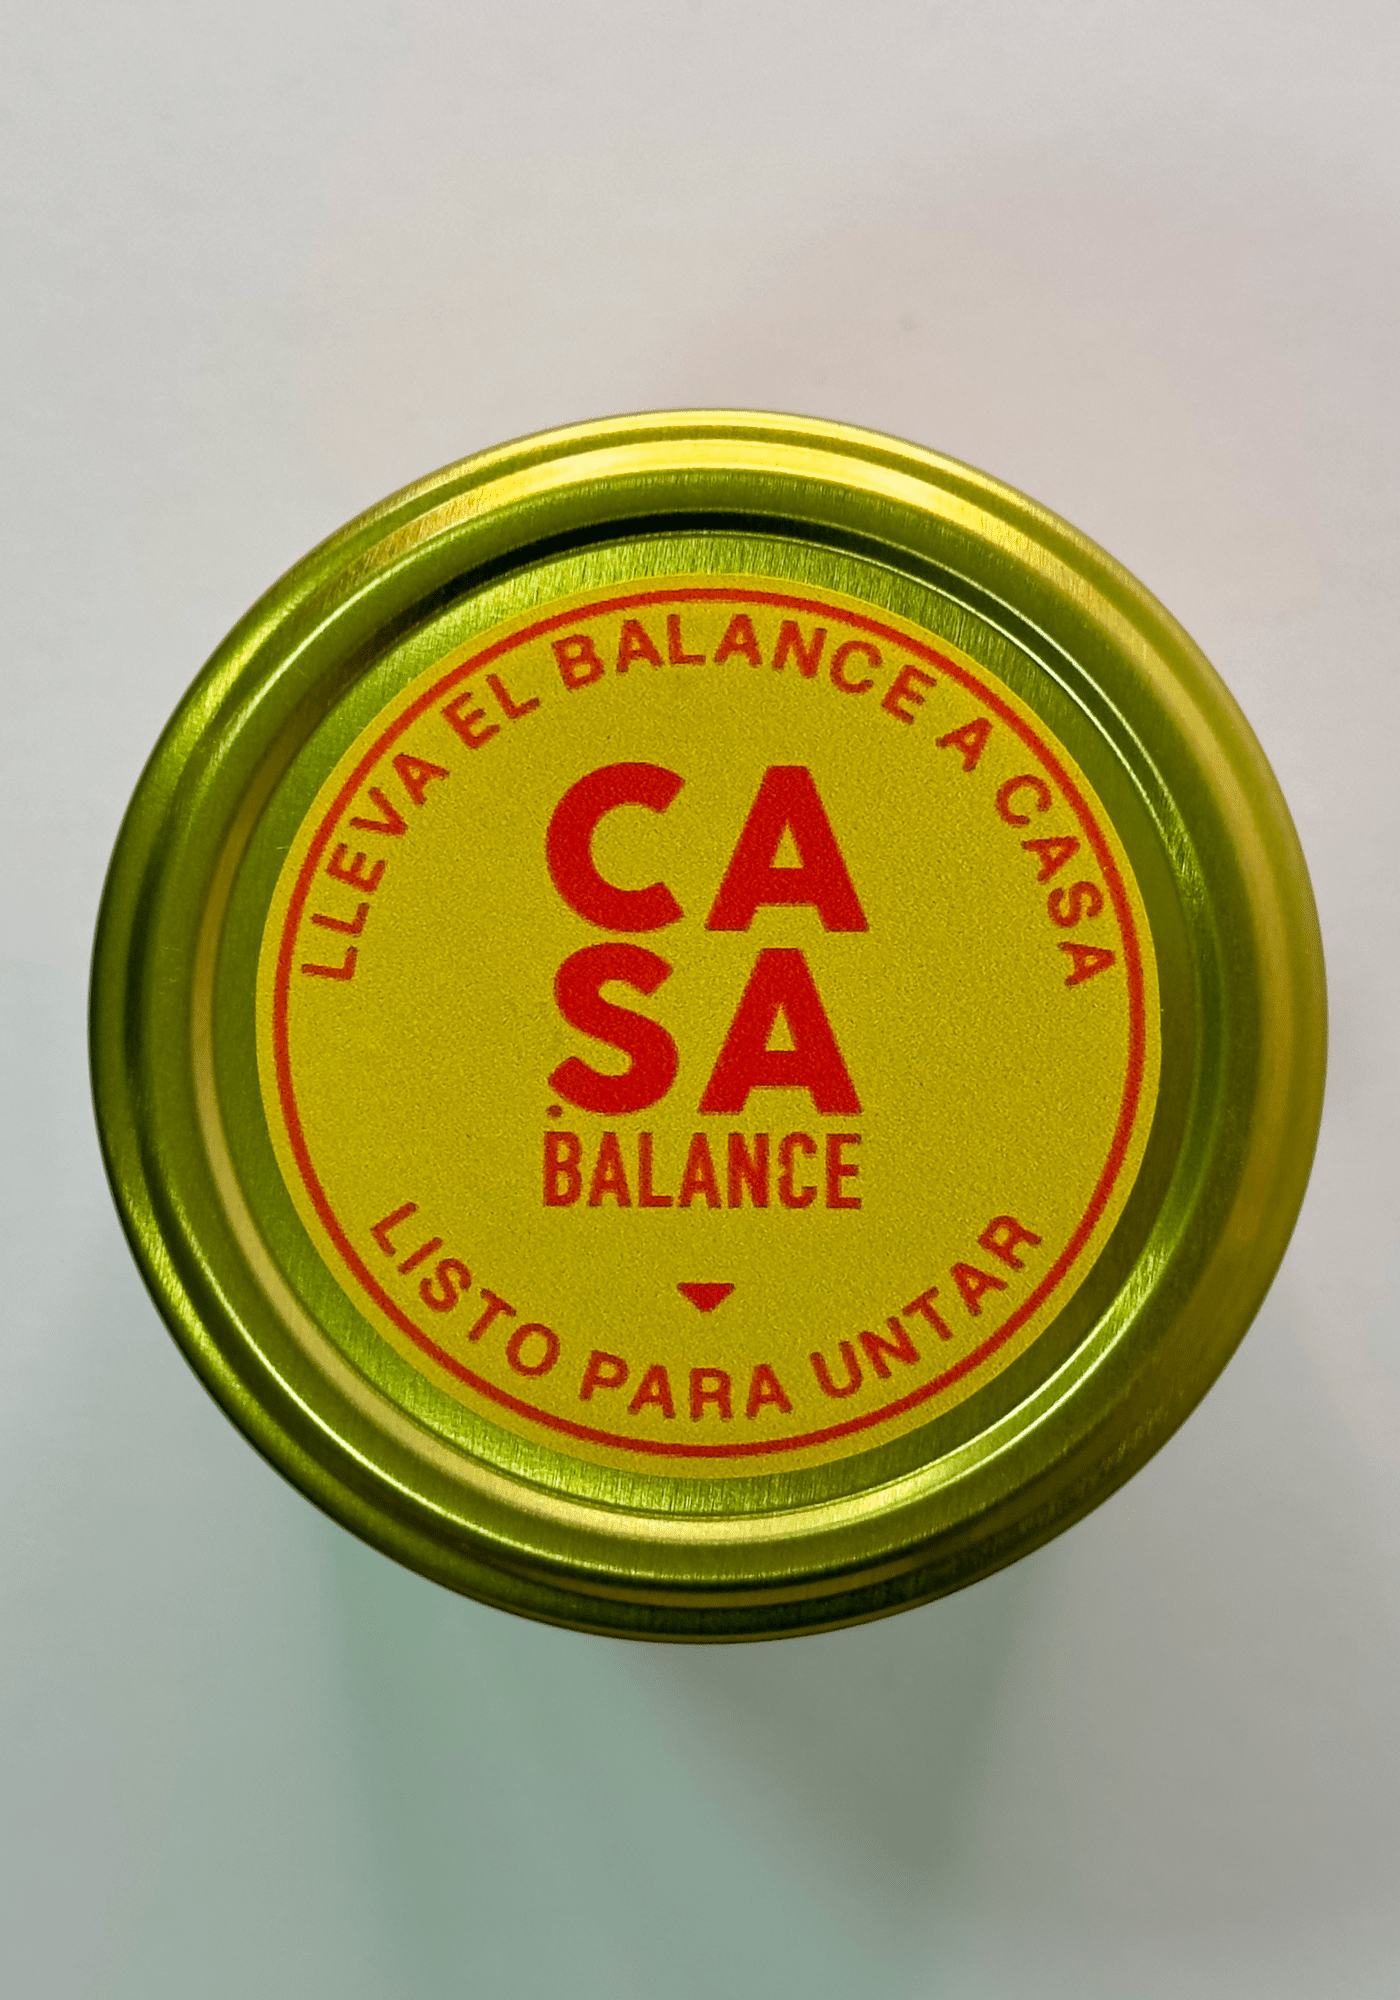 LLEVA EL BALANCE A CASA
CA
SA
BALANCE
LISTO PARA UNTAR